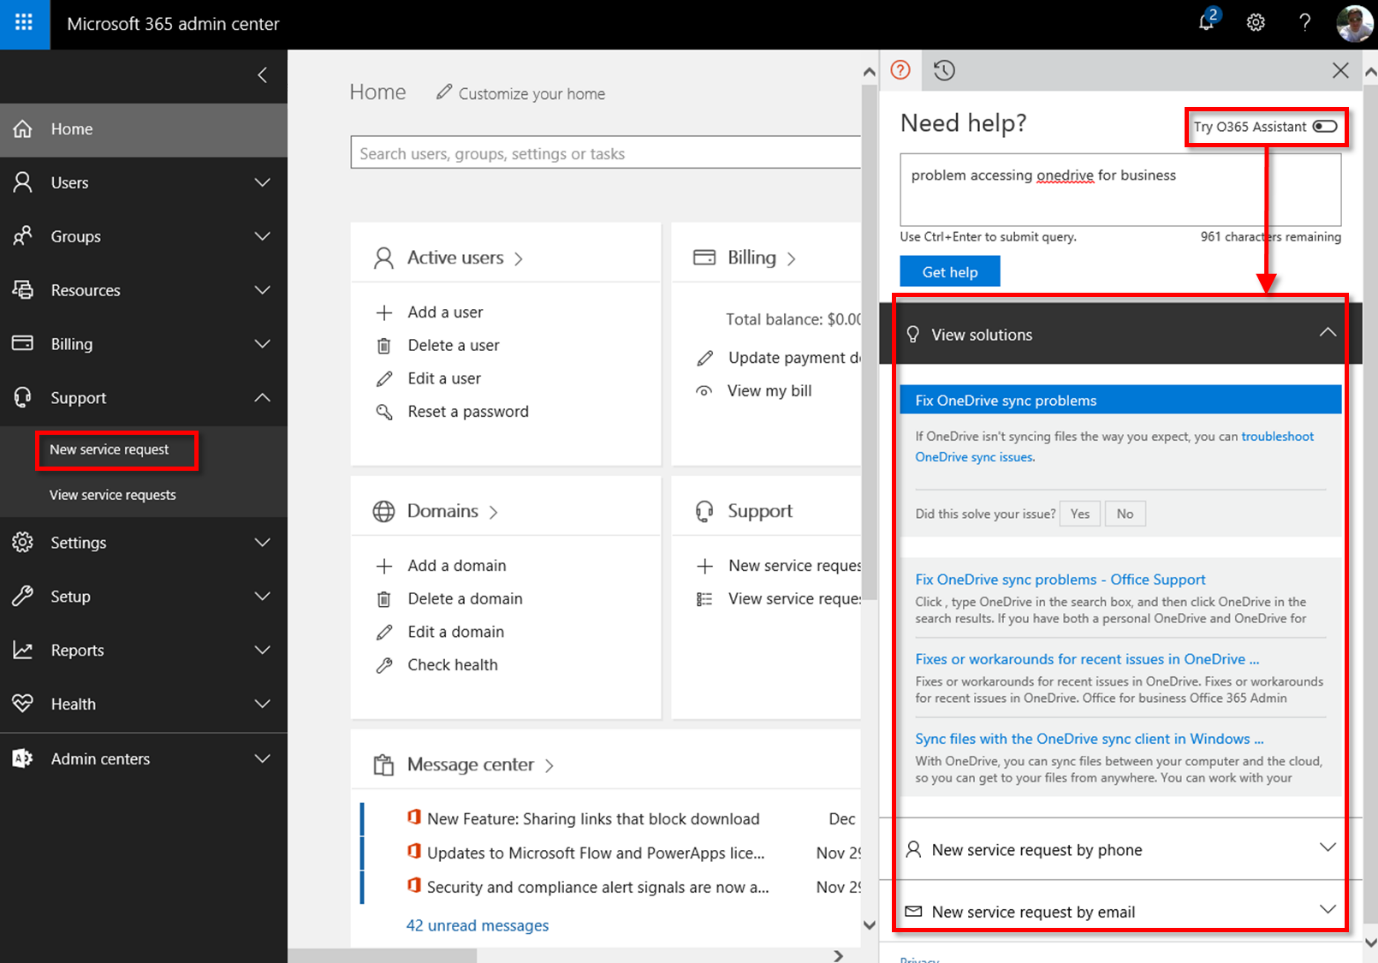 Microsoft 365 admin center
2
Home
Users
Groups
Resources
Billing
Support
New service request
View service requests
Settings
Setup
Reports
Health
Admin centers
Home
Customize your home
Search users, groups, settings or tasks
Active users
Add a user
Delete a user
Edit a user
Reset a password
Billing
Total balance: $0.00
Update payment d
View my bill
Domains
Add a domain
Delete a domain
Edit a domain
Check health
Support
New service reques
View service reques
Message center
New Feature: Sharing links that block download Dec
Updates to Microsoft Flow and PowerApps lice... Nov 29
Security and compliance alert signals are now a... Nov 29
42 unread messages
Need help?
Try O365 Assistant
problem accessing onedrive for business
Use Ctrl+Enter to submit query. 961 characters remaining
Get help
View solutions
Fix OneDrive sync problems
If OneDrive isn't syncing files the way you expect, you can troubleshoot
OneDrive sync issues.
Did this solve your issue? Yes No
Fix OneDrive sync problems - Office Support
Click , type OneDrive in the search box, and then click OneDrive in the
search results. If you have both a personal OneDrive and OneDrive for
Fixes or workarounds for recent issues in OneDrive ...
Fixes or workarounds for recent issues in OneDrive. Fixes or workarounds
for recent issues in OneDrive. Office for business Office 365 Admin
Sync files with the OneDrive sync client in Windows ...
With OneDrive, you can sync files between your computer and the cloud,
so you can get to your files from anywhere. You can work with your
New service request by phone
New service request by email
Privacy